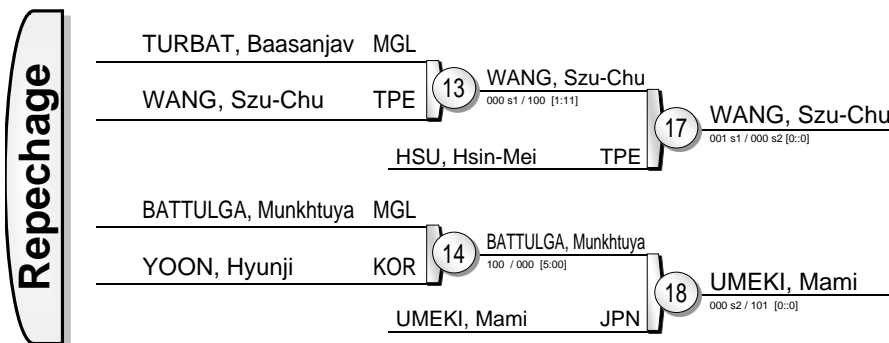 Repechage
TURBAT, Baasanjav MGL
WANG, Szu-Chu TPE
13
WANG, Szu-Chu
000 s1 / 100 [1:11]
HSU, Hsin-Mei TPE
17
WANG, Szu-Chu
001 s1 / 000 s2 [0::0]
BATTULGA, Munkhtuya MGL
YOON, Hyunji KOR
14
BATTULGA, Munkhtuya
100 / 000 [5:00]
UMEKI, Mami JPN
18
UMEKI, Mami
000 s2 / 101 [0::0]